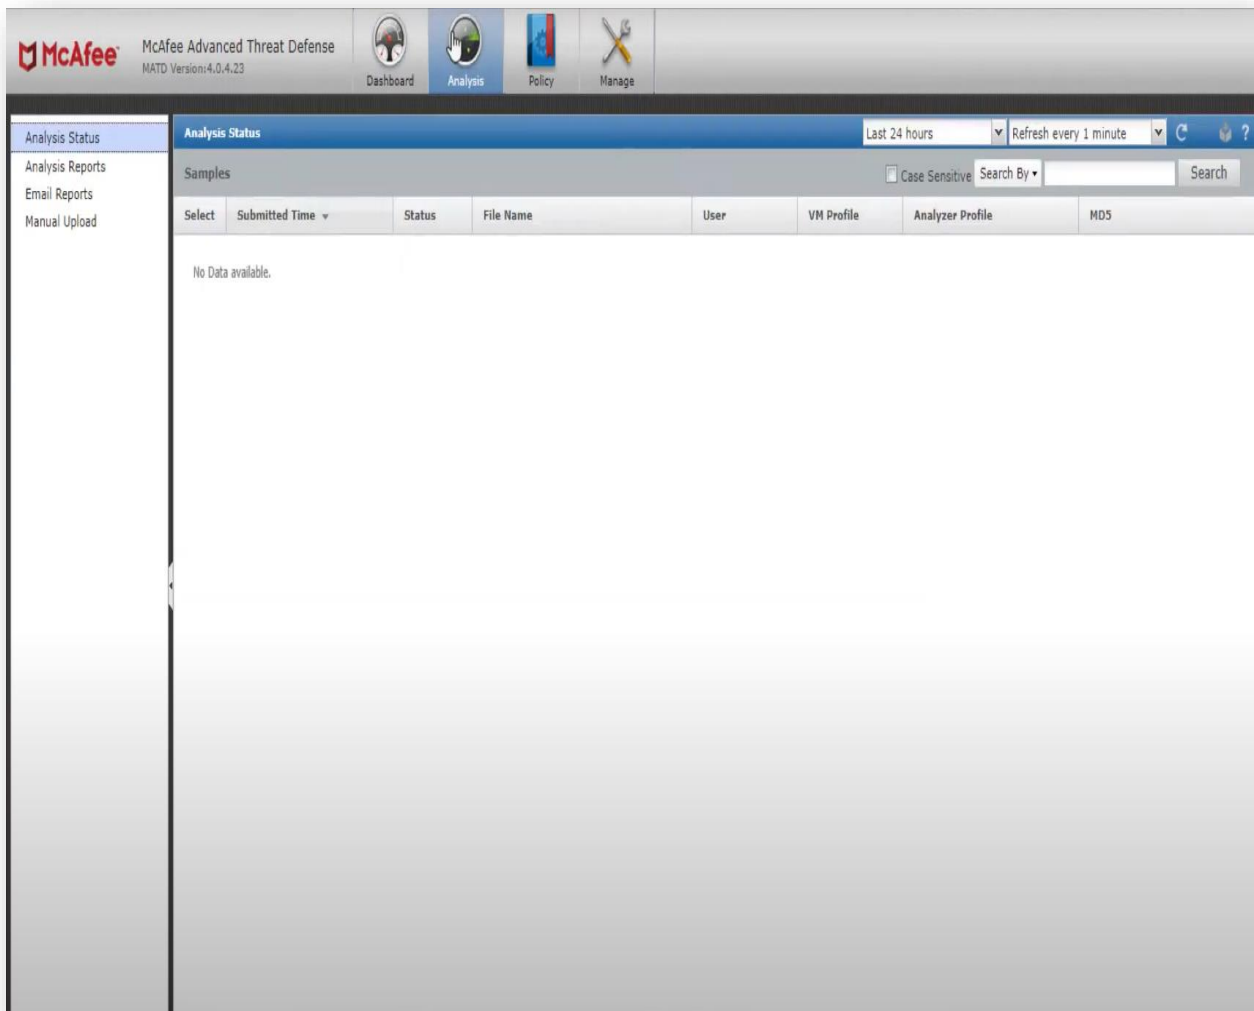 McAfee
McAfee Advanced Threat Defense
MATD Version:4.0.4.23
Dashboard
Analysis
Policy
Manage
Analysis Status
Analysis Reports
Email Reports
Manual Upload
Analysis Status
Last 24 hours
Refresh every 1 minute
?
Samples
Case Sensitive
Search By
Search
Select Submitted Time Status File Name User VM Profile Analyzer Profile MD5
No Data available.